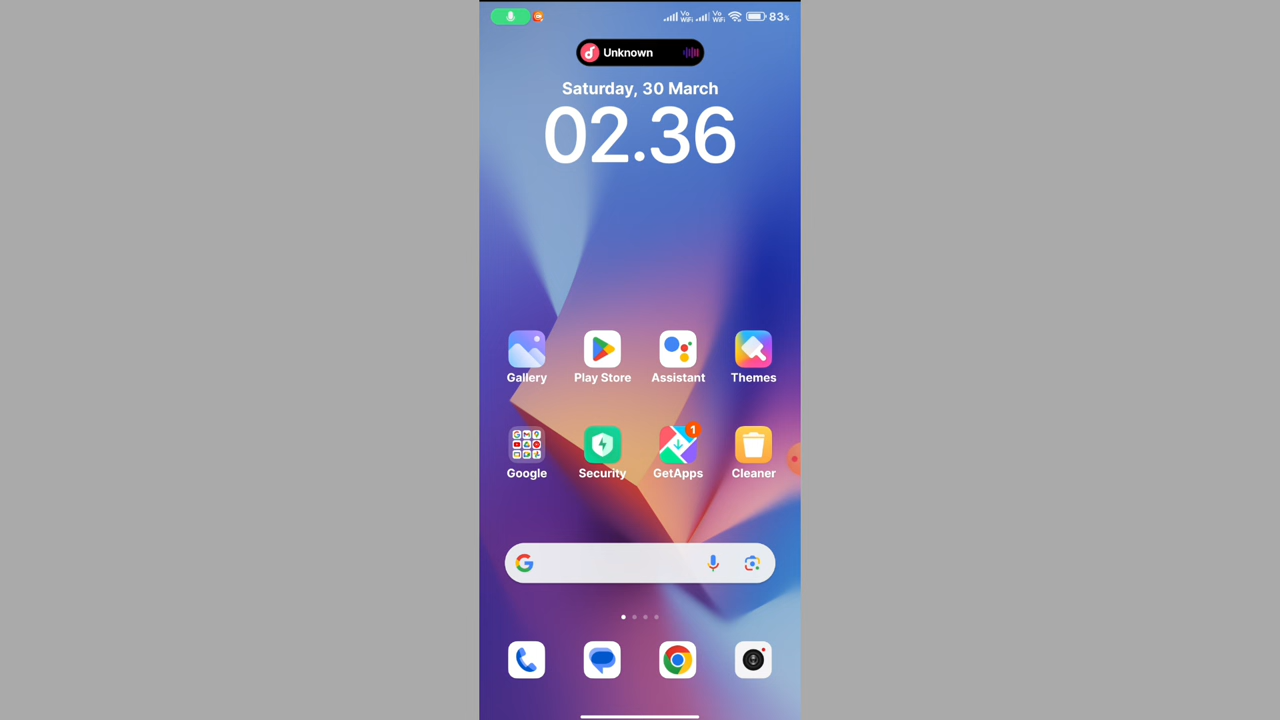 Vo WiFi Vo WiFi 83%
Unknown
Saturday, 30 March
02.36
Gallery Play Store Assistant Themes
1
Google Security GetApps Cleaner